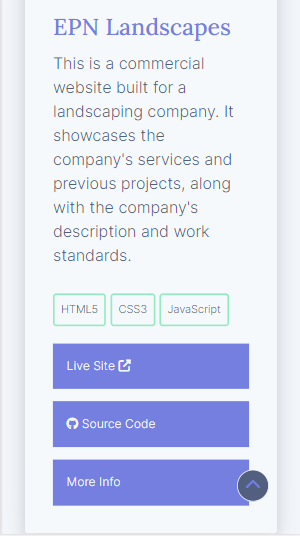 EPN Landscapes
This is a commercial
website built for a
landscaping company. It
showcases the
company's services and
previous projects, along
with the company's
description and work
standards.
HTML5 CSS3 JavaScript
Live Site
Source Code
More Info